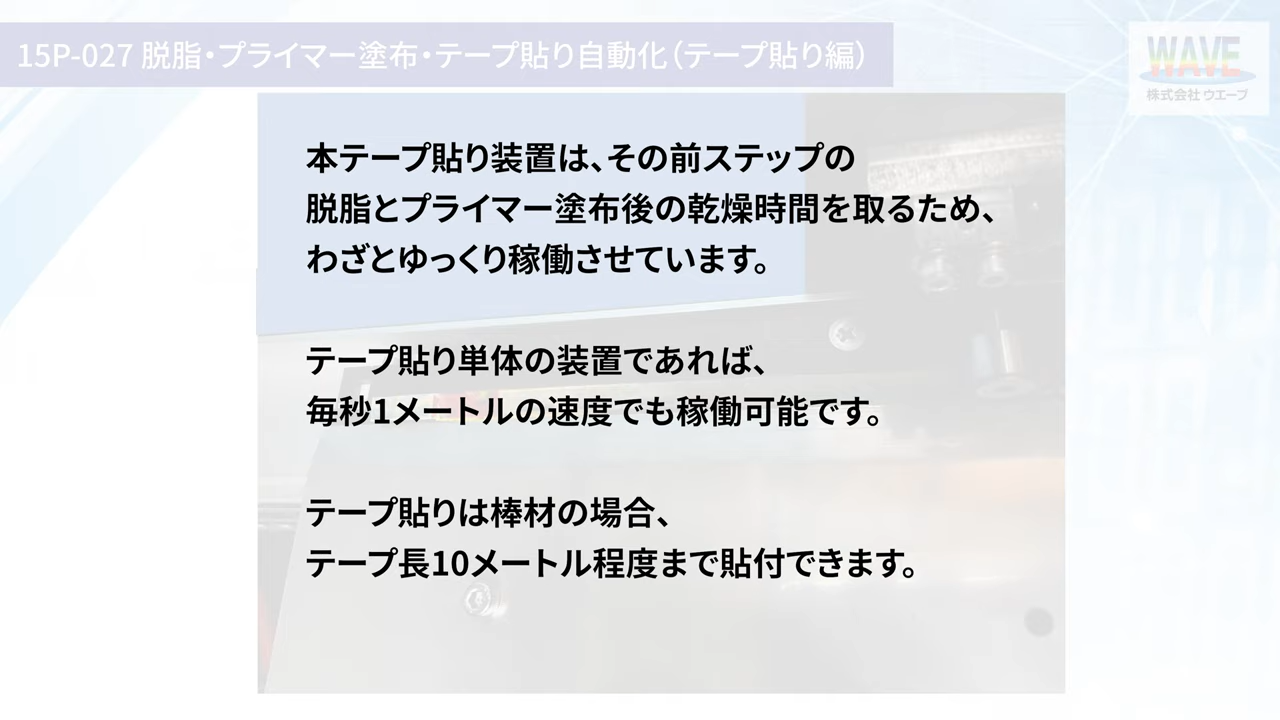 15P-027 脱脂・プライマー塗布・テープ貼り自動化（テープ貼り編）
WAVE
株式会社 ウエーブ
本テープ貼り装置は、その前ステップの
脱脂とプライマー塗布後の乾燥時間を取るため、
わざとゆっくり稼働させています。
テープ貼り単体の装置であれば、
毎秒1メートルの速度でも稼働可能です。
テープ貼りは棒材の場合、
テープ長10メートル程度まで貼付できます。